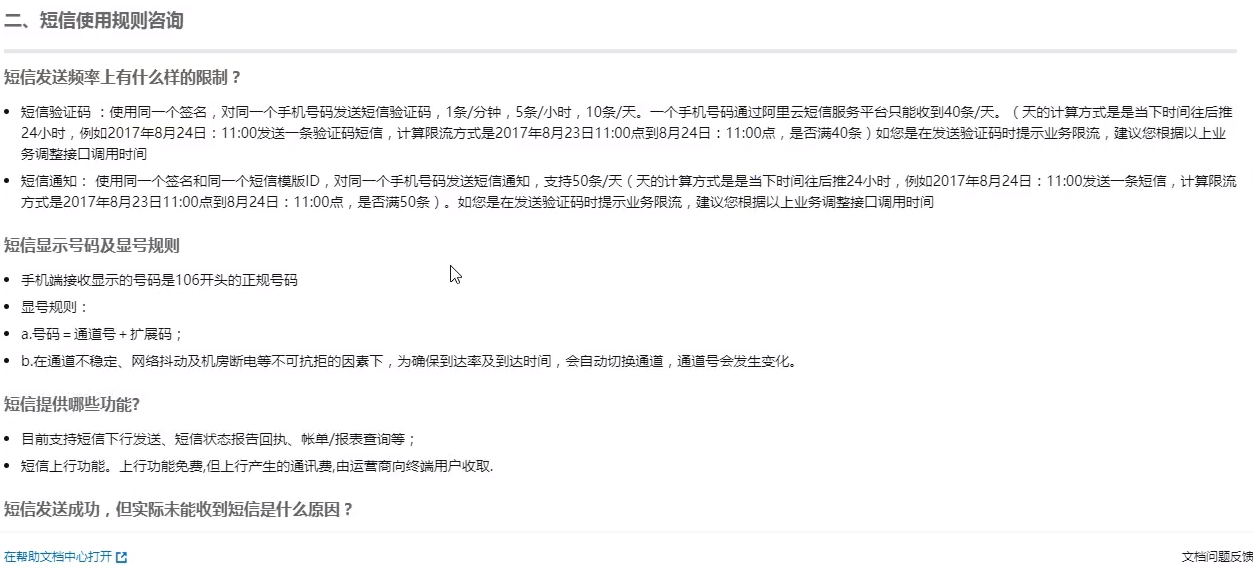 二、短信使用规则咨询
短信发送频率上有什么样的限制？
• 短信验证码 ：使用同一个签名，对同一个手机号码发送短信验证码，1条/分钟，5条/小时，10条/天。一个手机号码通过阿里云短信服务平台只能收到40条/天。（ 天的计算方式是是当下时间往后推
24小时，例如2017年8月24日：11:00发送一条验证码短信，计算限流方式是2017年8月23日11:00点到8月24日：11:00点，是否满40条 ）如您是在发送验证码时提示业务限流，建议您根据以上业
务调整接口调用时间
• 短信通知： 使用同一个签名和同一个短信模版ID，对同一个手机号码发送短信通知，支持50条/天（ 天的计算方式是是当下时间往后推24小时，例如2017年8月24日：11:00发送一条短信，计算限流
方式是2017年8月23日11:00点到8月24日：11:00点，是否满50条 ）。如您是在发送验证码时提示业务限流，建议您根据以上业务调整接口调用时间
短信显示号码及显号规则
• 手机端接收显示的号码是106开头的正规号码
• 显号规则：
• a.号码＝通道号＋扩展码；
• b.在通道不稳定、网络抖动及机房断电等不可抗拒的因素下，为确保到达率及到达时间，会自动切换通道，通道号会发生变化。
短信提供哪些功能?
• 目前支持短信下行发送、短信状态报告回执、帐单/报表查询等；
• 短信上行功能。上行功能免费,但上行产生的通讯费,由运营商向终端用户收取.
短信发送成功，但实际未能收到短信是什么原因？
在帮助文档中心打开
文档问题反馈